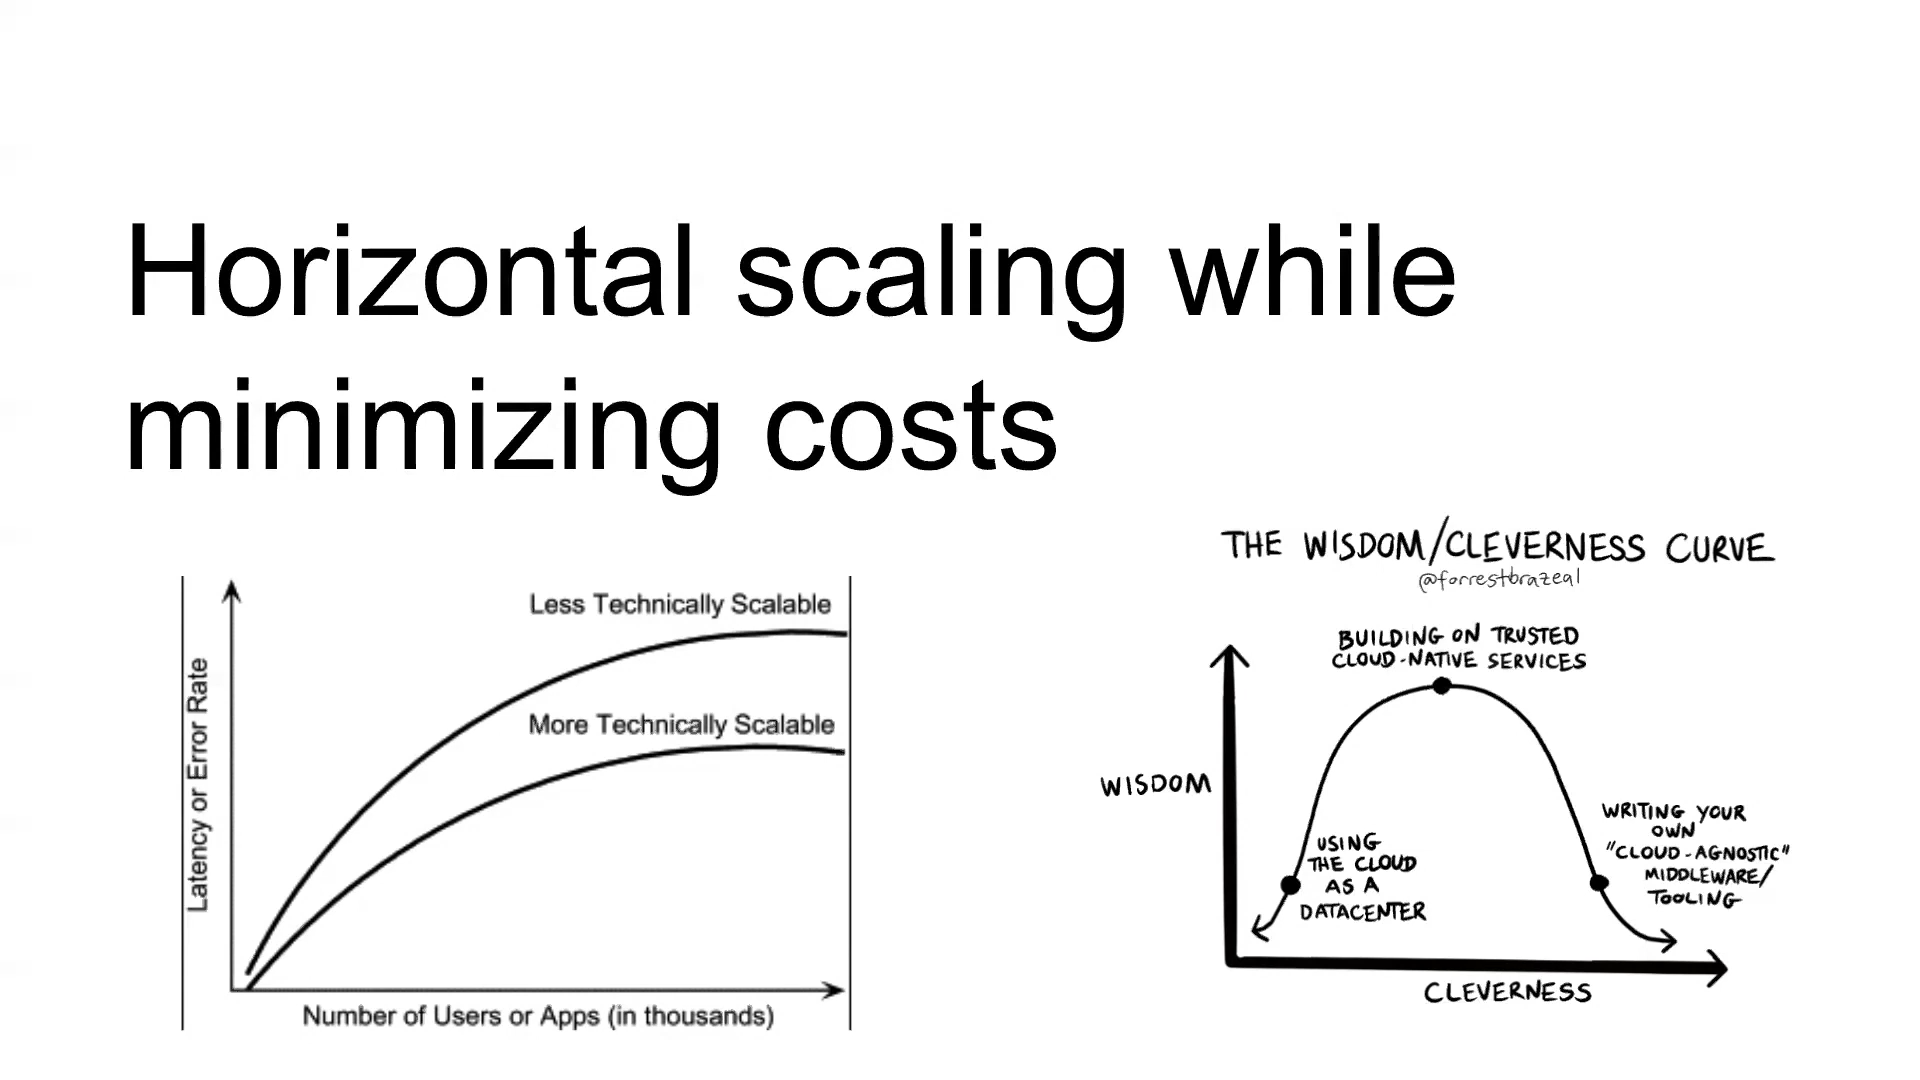 Horizontal scaling while
minimizing costs
Less Technically Scalable
More Technically Scalable
Latency or Error Rate
Number of Users or Apps (in thousands)
THE WISDOM/CLEVERNESS CURVE
@forrestbrazeal
BUILDING ON TRUSTED
CLOUD-NATIVE SERVICES
WISDOM
USING
THE CLOUD
AS A
DATACENTER
WRITING YOUR
OWN
"CLOUD-AGNOSTIC"
MIDDLEWARE/
TOOLING
CLEVERNESS